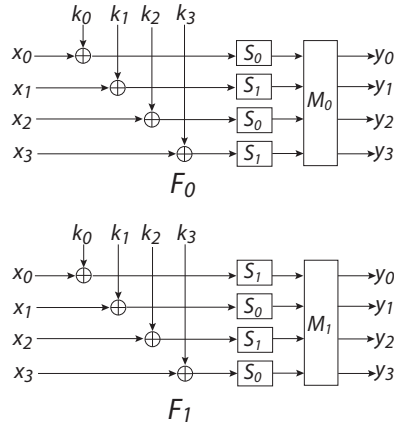 k₀ k₁ k₂ k₃
x₀ S₀ y₀
x₁ S₁ M₀ y₁
x₂ S₀ y₂
x₃ S₁ y₃
F₀
k₀ k₁ k₂ k₃
x₀ S₁ y₀
x₁ S₀ M₁ y₁
x₂ S₁ y₂
x₃ S₀ y₃
F₁